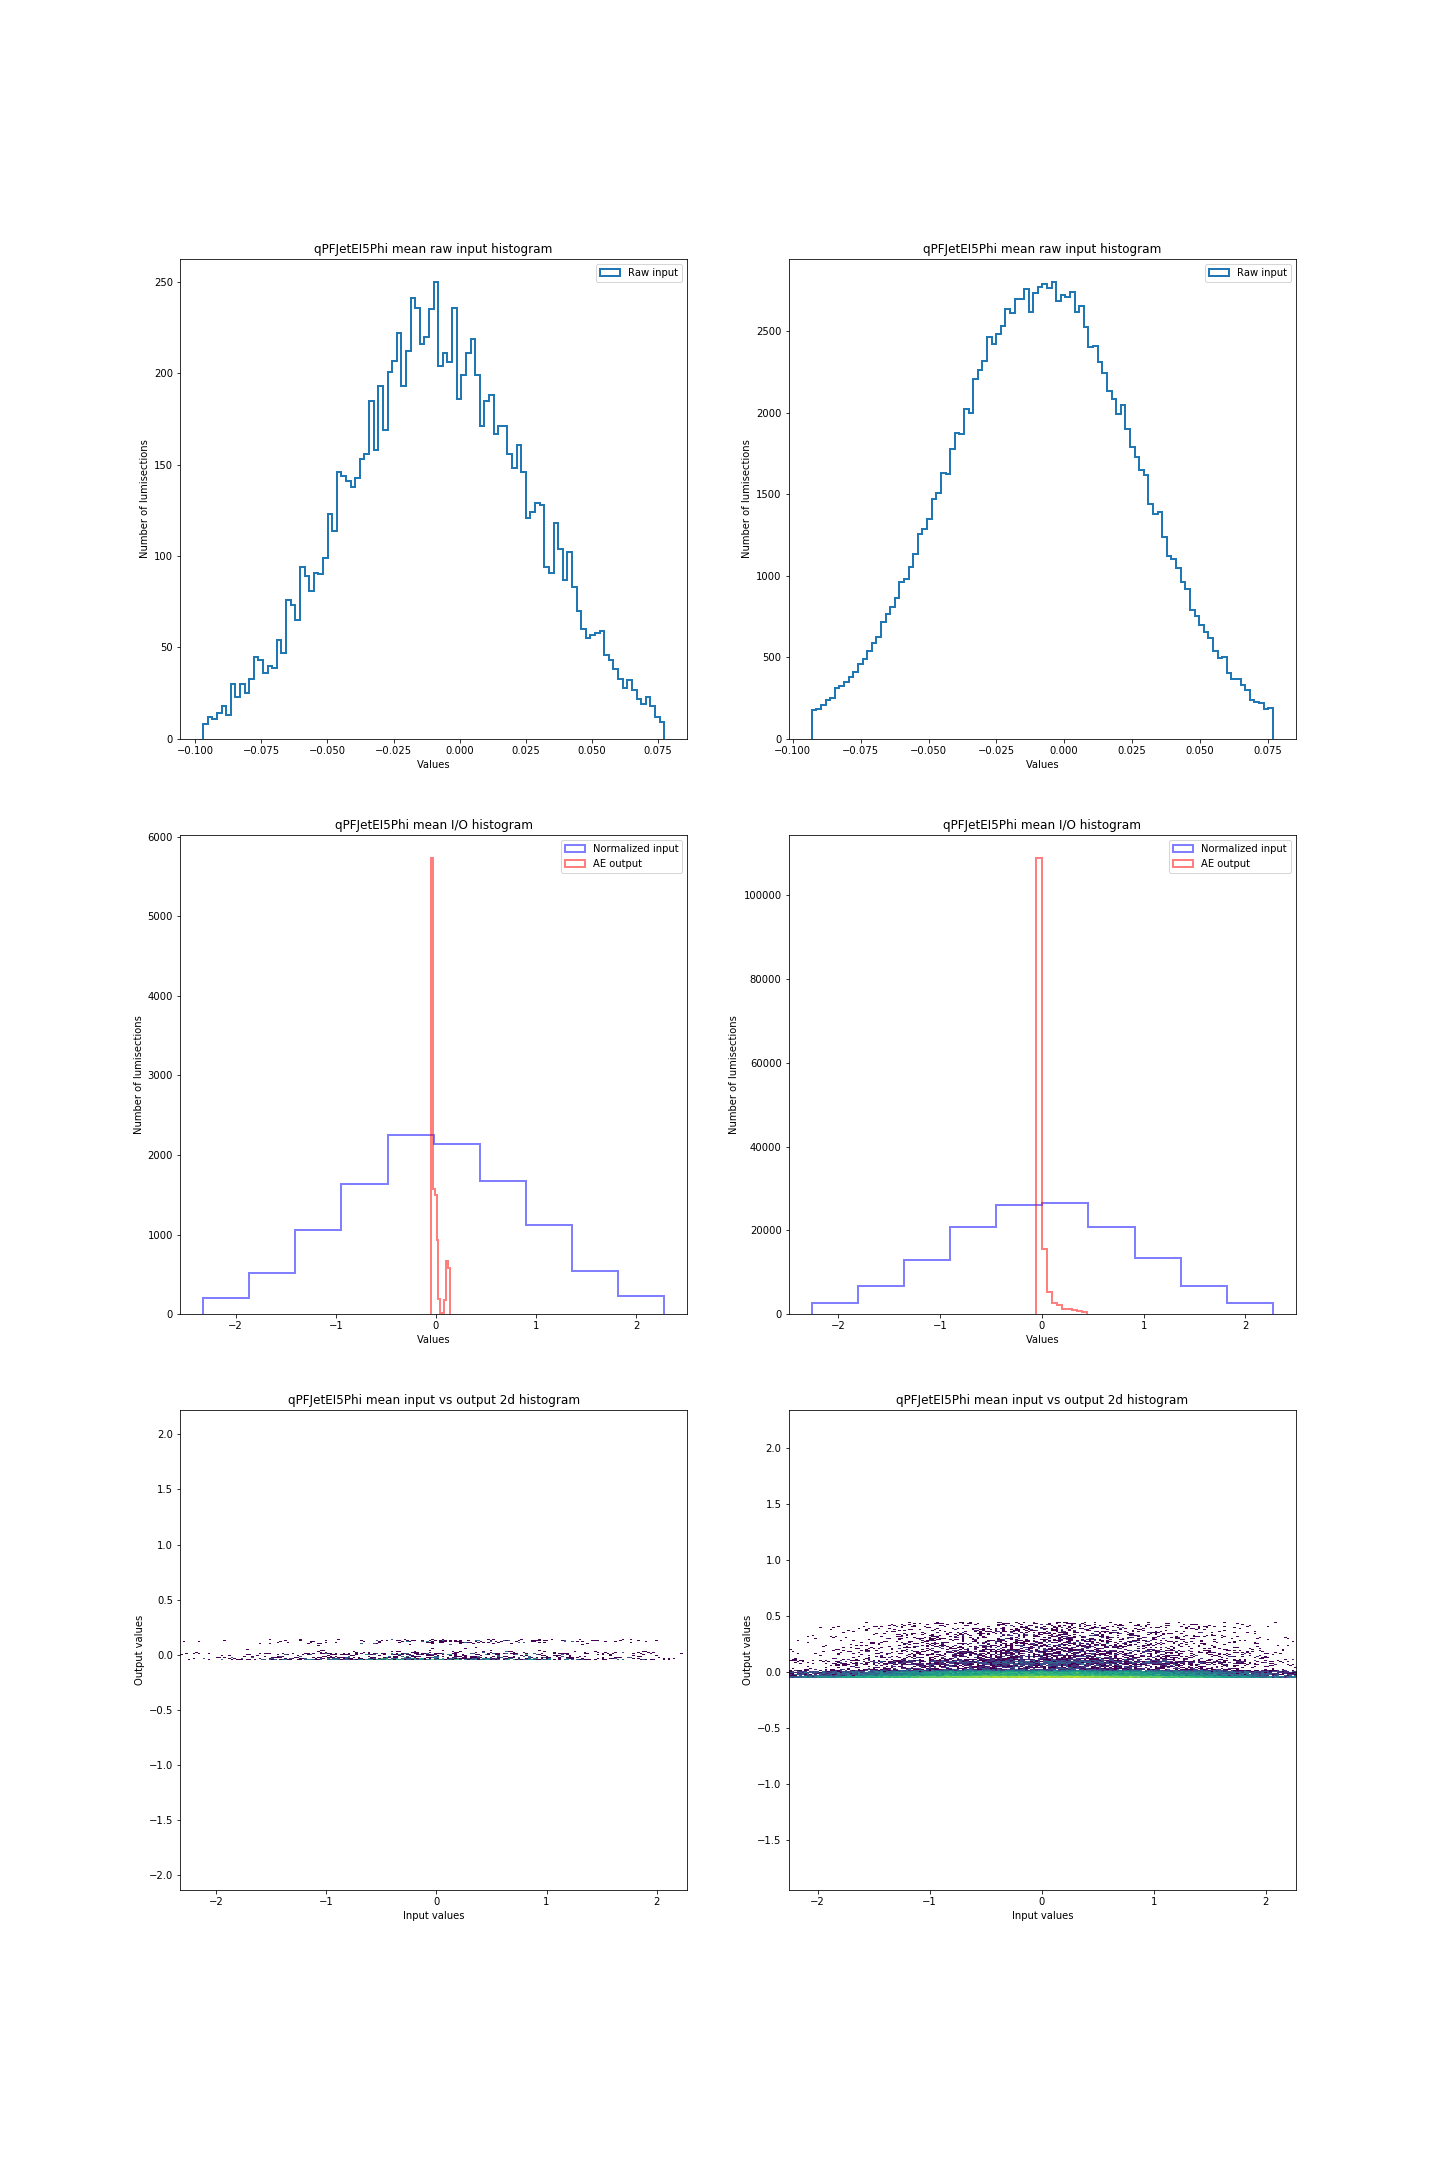 qPFJetEI5Phi mean raw input histogram
Raw input
Number of lumisections
250
200
150
100
50
0
−0.100 −0.075 −0.050 −0.025 0.000 0.025 0.050 0.075
Values
qPFJetEI5Phi mean raw input histogram
Raw input
Number of lumisections
2500
2000
1500
1000
500
0
−0.100 −0.075 −0.050 −0.025 0.000 0.025 0.050 0.075
Values
qPFJetEI5Phi mean I/O histogram
Normalized input
AE output
Number of lumisections
6000
5000
4000
3000
2000
1000
0
−2 −1 0 1 2
Values
qPFJetEI5Phi mean I/O histogram
Normalized input
AE output
Number of lumisections
100000
80000
60000
40000
20000
0
−2 −1 0 1 2
Values
qPFJetEI5Phi mean input vs output 2d histogram
Output values
2.0
1.5
1.0
0.5
0.0
−0.5
−1.0
−1.5
−2.0
−2 −1 0 1 2
Input values
qPFJetEI5Phi mean input vs output 2d histogram
Output values
2.0
1.5
1.0
0.5
0.0
−0.5
−1.0
−1.5
−2 −1 0 1 2
Input values